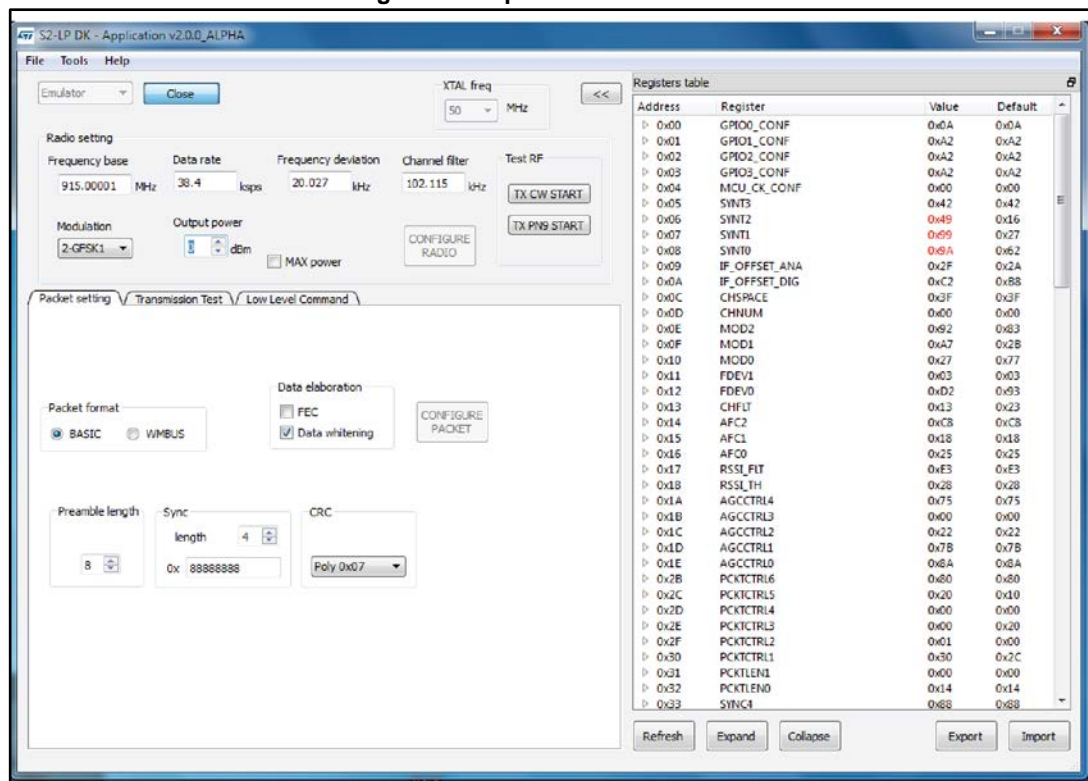 S2-LP DK - Application v2.0.0_ALPHA
File Tools Help
Emulator Close
XTAL freq
50 MHz
<<
Radio setting
Frequency base Data rate Frequency deviation Channel filter Test RF
915.00001 MHz 38.4 ksps 20.027 kHz 102.115 kHz
TX CW START
Modulation Output power
TX PN9 START
2-GFSK1 dBm
MAX power
CONFIGURE
RADIO
Packet setting Transmission Test Low Level Command
Data elaboration
Packet format
FEC
BASIC WMBUS
Data whitening
CONFIGURE
PACKET
Preamble length Sync CRC
length 4
8
0x 88888888
Poly 0x07
Registers table
Address Register Value Default
0x00 GPIO0_CONF 0x0A 0x0A
0x01 GPIO1_CONF 0xA2 0xA2
0x02 GPIO2_CONF 0xA2 0xA2
0x03 GPIO3_CONF 0xA2 0xA2
0x04 MCU_CK_CONF 0x00 0x00
0x05 SYNT3 0x42 0x42
0x06 SYNT2 0x49 0x16
0x07 SYNT1 0x99 0x27
0x08 SYNT0 0x9A 0x62
0x09 IF_OFFSET_ANA 0x2F 0x2A
0x0A IF_OFFSET_DIG 0xC2 0xB8
0x0C CHSPACE 0x3F 0x3F
0x0D CHNUM 0x00 0x00
0x0E MOD2 0x92 0x83
0x0F MOD1 0xA7 0x2B
0x10 MOD0 0x27 0x77
0x11 FDEV1 0x03 0x03
0x12 FDEV0 0xD2 0x93
0x13 CHFLT 0x13 0x23
0x14 AFC2 0xC8 0xC8
0x15 AFC1 0x18 0x18
0x16 AFC0 0x25 0x25
0x17 RSSI_FLT 0xE3 0xE3
0x18 RSSI_TH 0x28 0x28
0x1A AGCCTRL4 0x75 0x75
0x1B AGCCTRL3 0x00 0x00
0x1C AGCCTRL2 0x22 0x22
0x1D AGCCTRL1 0x7B 0x7B
0x1E AGCCTRL0 0x8A 0x8A
0x2B PCKTCTRL6 0x80 0x80
0x2C PCKTCTRL5 0x20 0x10
0x2D PCKTCTRL4 0x00 0x00
0x2E PCKTCTRL3 0x00 0x20
0x2F PCKTCTRL2 0x01 0x00
0x30 PCKTCTRL1 0x30 0x2C
0x31 PCKTLEN1 0x00 0x00
0x32 PCKTLEN0 0x14 0x14
0x33 SYNC4 0x88 0x88
Refresh Expand Collapse Export Import